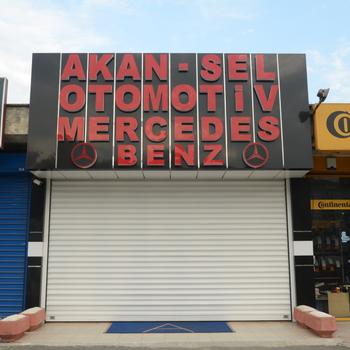 AKAN-SEL
OTOMOTİV
MERCEDES
BENZ
Continental